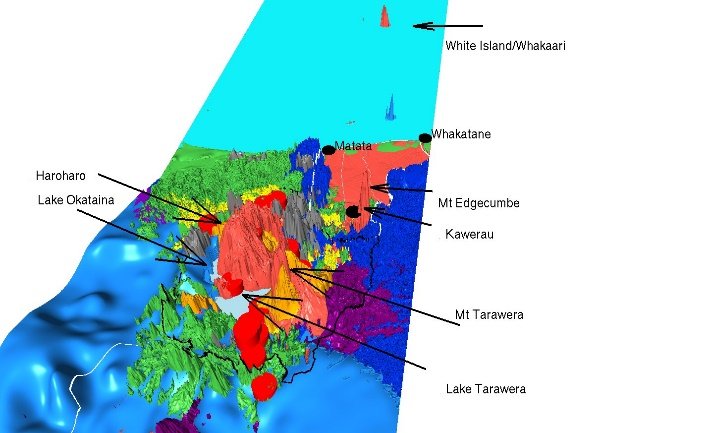 White Island/Whakaari
Whakatane
Matata
Haroharo
Lake Okataina
Mt Edgecumbe
Kawerau
Mt Tarawera
Lake Tarawera